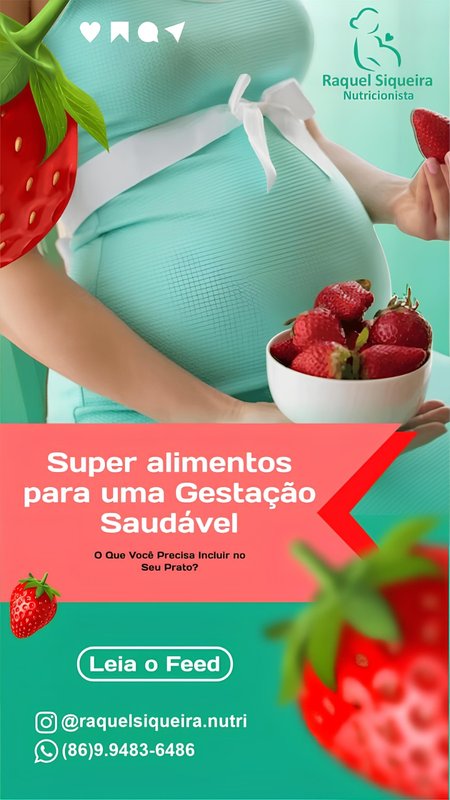 Raquel Siqueira
Nutricionista
Super alimentos
para uma Gestação
Saudável
O Que Você Precisa Incluir no
Seu Prato?
Leia o Feed
@raquelsiqueira.nutri
(86)9.9483-6486